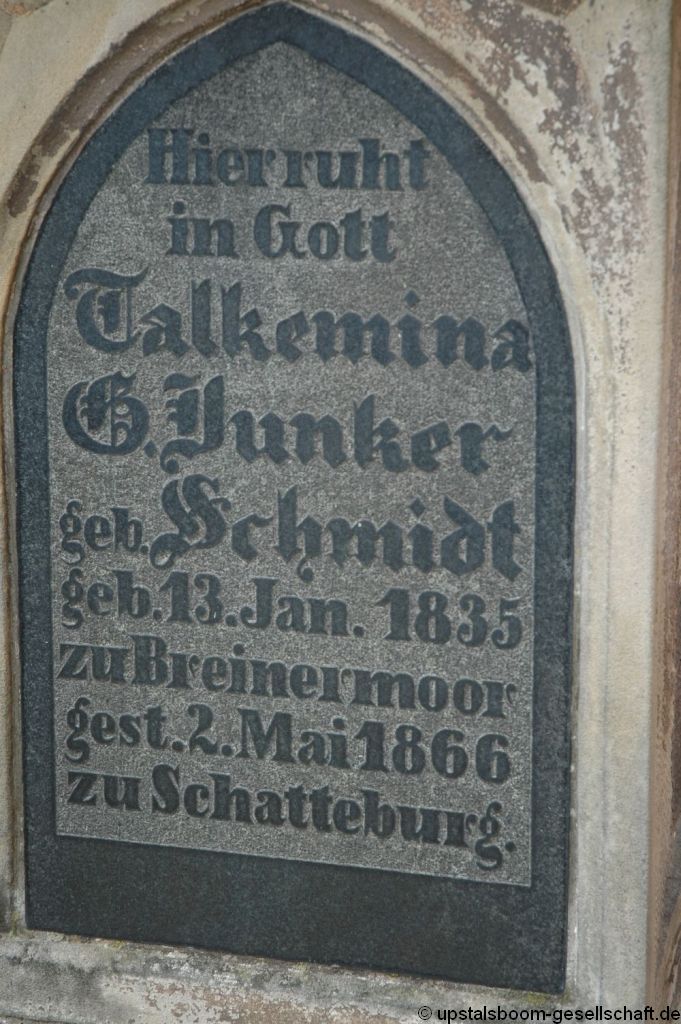 Hier ruht
in Gott
Talkemina
G. Junker
geb. Schmidt
geb. 13. Jan. 1835
zu Breinermoor
gest. 2. Mai 1866
zu Schatteburg.
© upstalsboom-gesellschaft.de